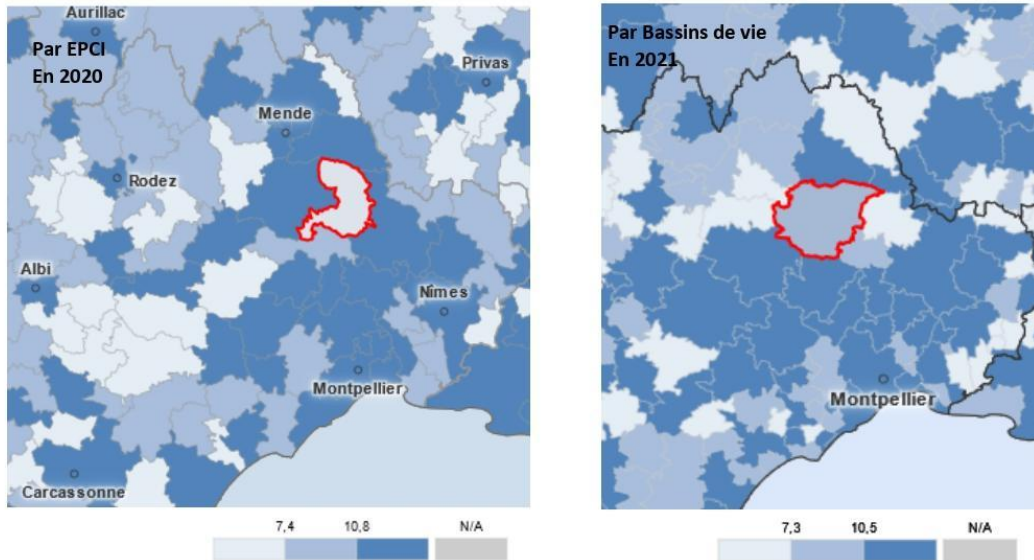 Aurillac
Par EPCI
En 2020
Privas
Mende
Rodez
Albi
Nîmes
Montpellier
Carcassonne
7,4 10,8 N/A
Par Bassins de vie
En 2021
Montpellier
7,3 10,5 N/A